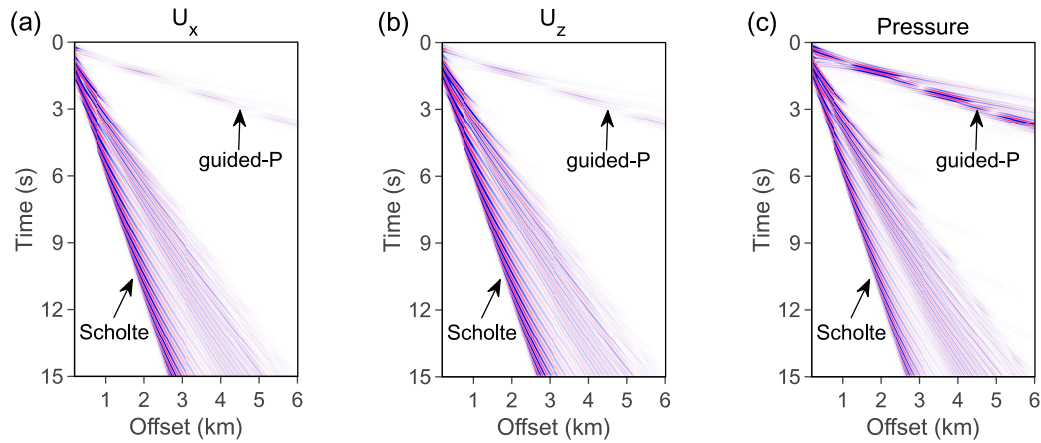 (a) Ux
0
3
6
9
12
15
Time (s)
guided-P
Scholte
1 2 3 4 5 6
Offset (km)
(b) Uz
0
3
6
9
12
15
Time (s)
guided-P
Scholte
1 2 3 4 5 6
Offset (km)
(c) Pressure
0
3
6
9
12
15
Time (s)
guided-P
Scholte
1 2 3 4 5 6
Offset (km)